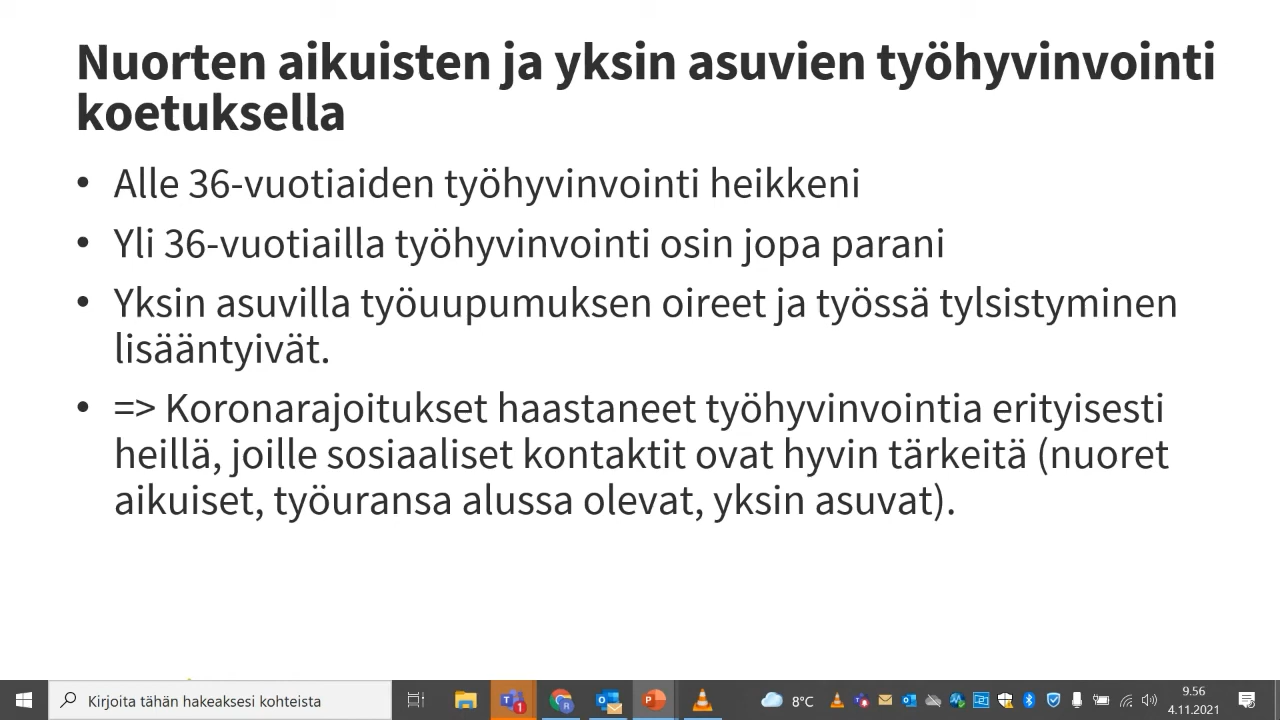 Nuorten aikuisten ja yksin asuvien työhyvinvointi
koetuksella
• Alle 36-vuotiaiden työhyvinvointi heikkeni
• Yli 36-vuotiailla työhyvinvointi osin jopa parani
• Yksin asuvilla työuupumuksen oireet ja työssä tylsistyminen
lisääntyivät.
• => Koronarajoitukset haastaneet työhyvinvointia erityisesti
heillä, joille sosiaaliset kontaktit ovat hyvin tärkeitä (nuoret
aikuiset, työuransa alussa olevat, yksin asuvat).
Kirjoita tähän hakeaksesi kohteista
1
8°C
9.56
4.11.2021